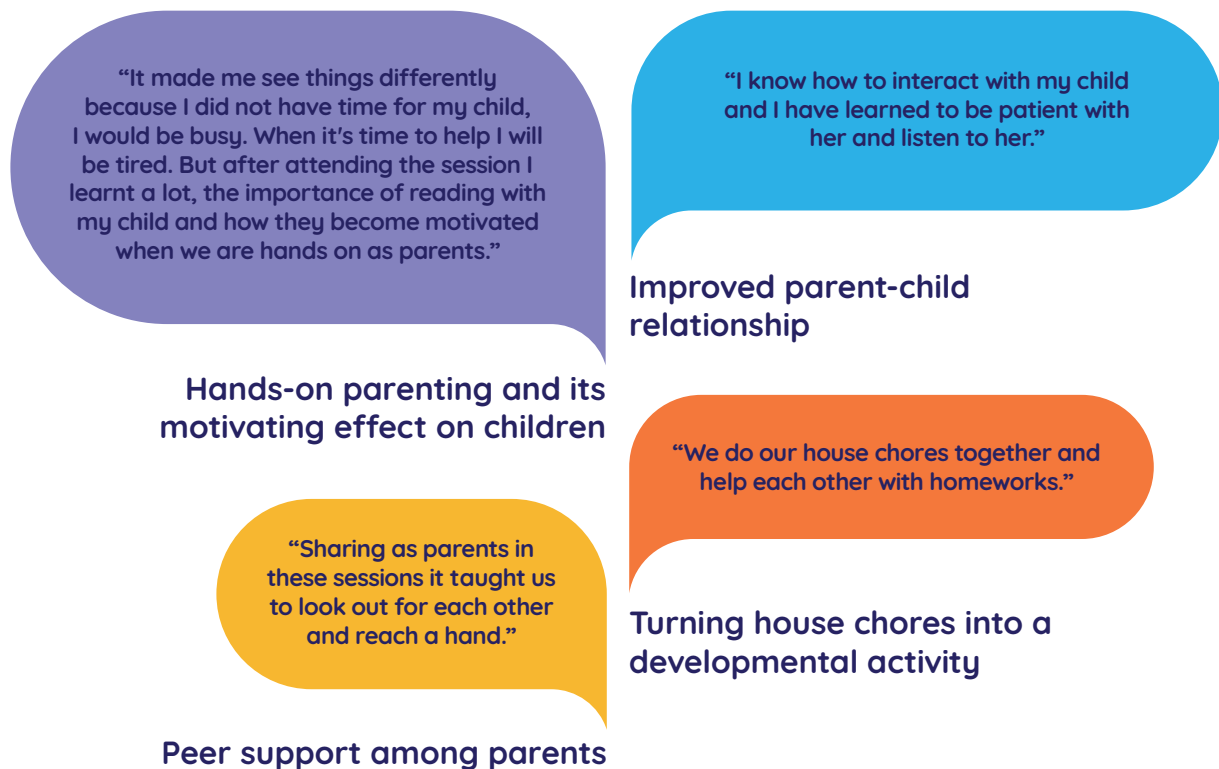 “It made me see things differently
because I did not have time for my child,
I would be busy. When it's time to help I will
be tired. But after attending the session I
learnt a lot, the importance of reading with
my child and how they become motivated
when we are hands on as parents.”
Hands-on parenting and its
motivating effect on children
“I know how to interact with my child
and I have learned to be patient with
her and listen to her.”
Improved parent-child
relationship
“Sharing as parents in
these sessions it taught us
to look out for each other
and reach a hand.”
Peer support among parents
“We do our house chores together and
help each other with homeworks.”
Turning house chores into a
developmental activity